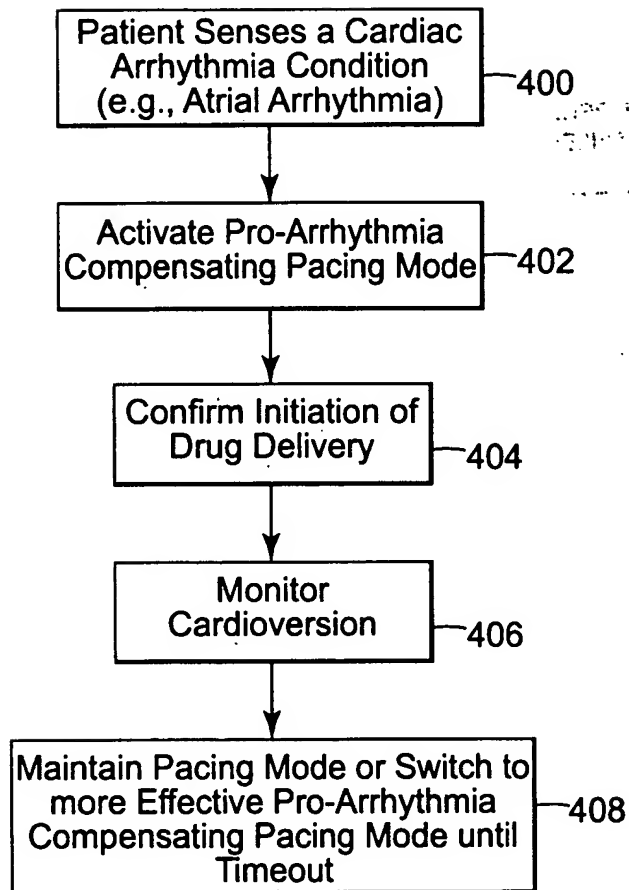 Patient Senses a Cardiac
Arrhythmia Condition
(e.g., Atrial Arrhythmia)
400
Activate Pro-Arrhythmia
Compensating Pacing Mode
402
Confirm Initiation of
Drug Delivery
404
Monitor
Cardioversion
406
Maintain Pacing Mode or Switch to
more Effective Pro-Arrhythmia
Compensating Pacing Mode until
Timeout
408